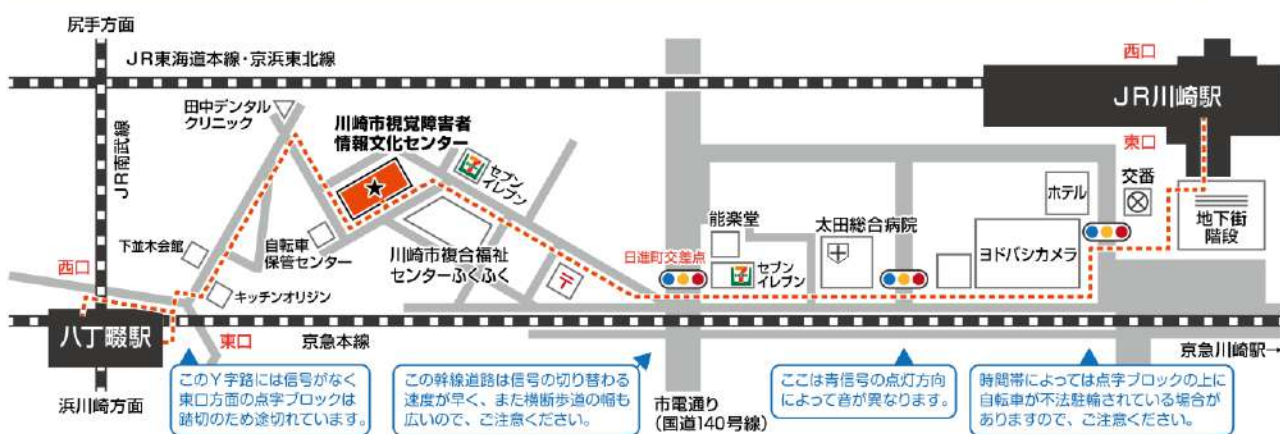 尻手方面
JR東海道本線・京浜東北線
西口
JR川崎駅
東口
田中デンタル
クリニック
川崎市視覚障害者
情報文化センター
JR南武線
セブン
イレブン
交番
ホテル
地下街
階段
能楽堂
太田総合病院
ヨドバシカメラ
下並木会館
自転車
保管センター
川崎市複合福祉
センターふくふく
日進町交差点
セブン
イレブン
西口
キッチンオリジン
八丁畷駅
東口
京急本線
京急川崎駅→
浜川崎方面
このY字路には信号がなく
東口方面の点字ブロックは
踏切のため途切れています。
この幹線道路は信号の切り替わる
速度が早く、また横断歩道の幅も
広いので、ご注意ください。
市電通り
(国道140号線)
ここは青信号の点灯方向
によって音が異なります。
時間帯によっては点字ブロックの上に
自転車が不法駐輪されている場合が
ありますので、ご注意ください。